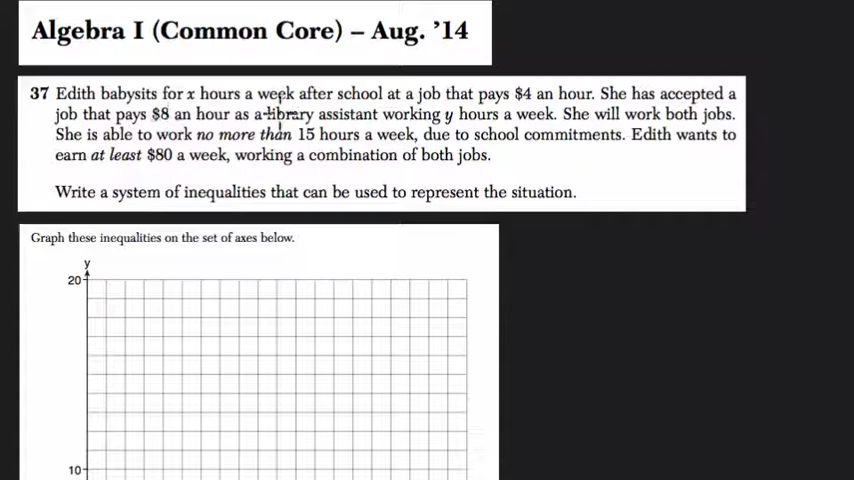 Algebra I (Common Core) – Aug. ’14
37 Edith babysits for x hours a week after school at a job that pays $4 an hour. She has accepted a
job that pays $8 an hour as a library assistant working y hours a week. She will work both jobs.
She is able to work no more than 15 hours a week, due to school commitments. Edith wants to
earn at least $80 a week, working a combination of both jobs.
Write a system of inequalities that can be used to represent the situation.
Graph these inequalities on the set of axes below.
y
20
10